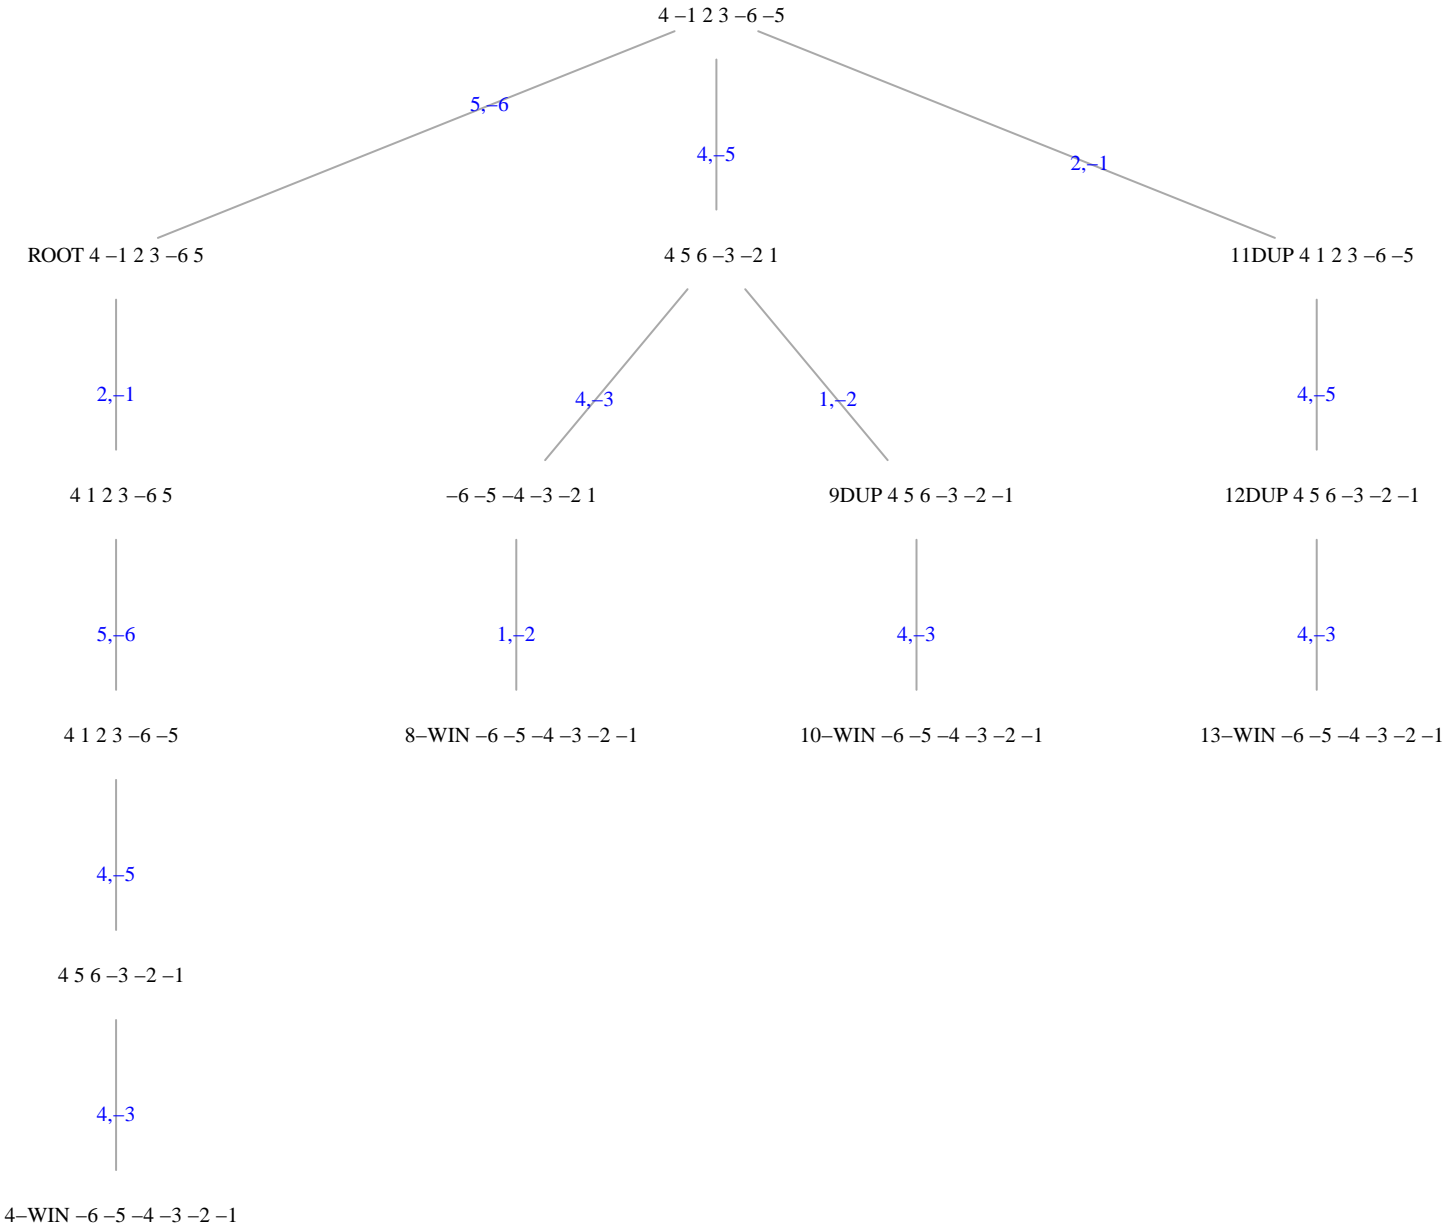 4 –1 2 3 –6 –5
5,–6
4,–5
2,–1
ROOT 4 –1 2 3 –6 5
4 5 6 –3 –2 1
11DUP 4 1 2 3 –6 –5
2,–1
4,–3
1,–2
4,–5
4 1 2 3 –6 5
–6 –5 –4 –3 –2 1
9DUP 4 5 6 –3 –2 –1
12DUP 4 5 6 –3 –2 –1
5,–6
1,–2
4,–3
4,–3
4 1 2 3 –6 –5
8–WIN –6 –5 –4 –3 –2 –1
10–WIN –6 –5 –4 –3 –2 –1
13–WIN –6 –5 –4 –3 –2 –1
4,–5
4 5 6 –3 –2 –1
4,–3
4–WIN –6 –5 –4 –3 –2 –1